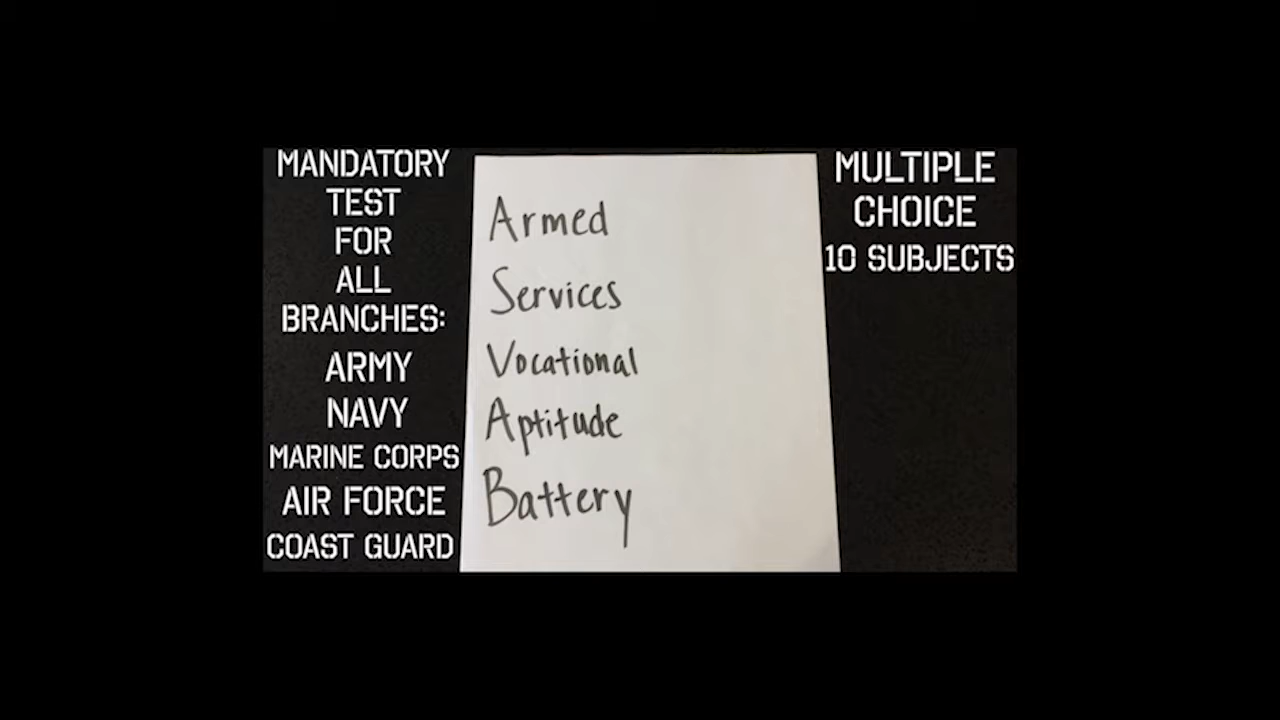 MANDATORY
TEST
FOR
ALL
BRANCHES:
ARMY
NAVY
MARINE CORPS
AIR FORCE
COAST GUARD
Armed
Services
Vocational
Aptitude
Battery
MULTIPLE
CHOICE
10 SUBJECTS